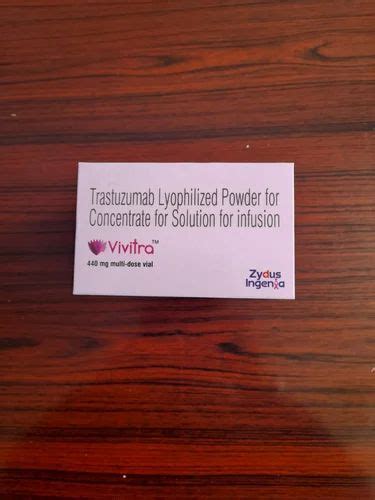 Trastuzumab Lyophilized Powder for
Concentrate for Solution for infusion
Vivitra™
440 mg multi-dose vial
Zydus
Ingenia